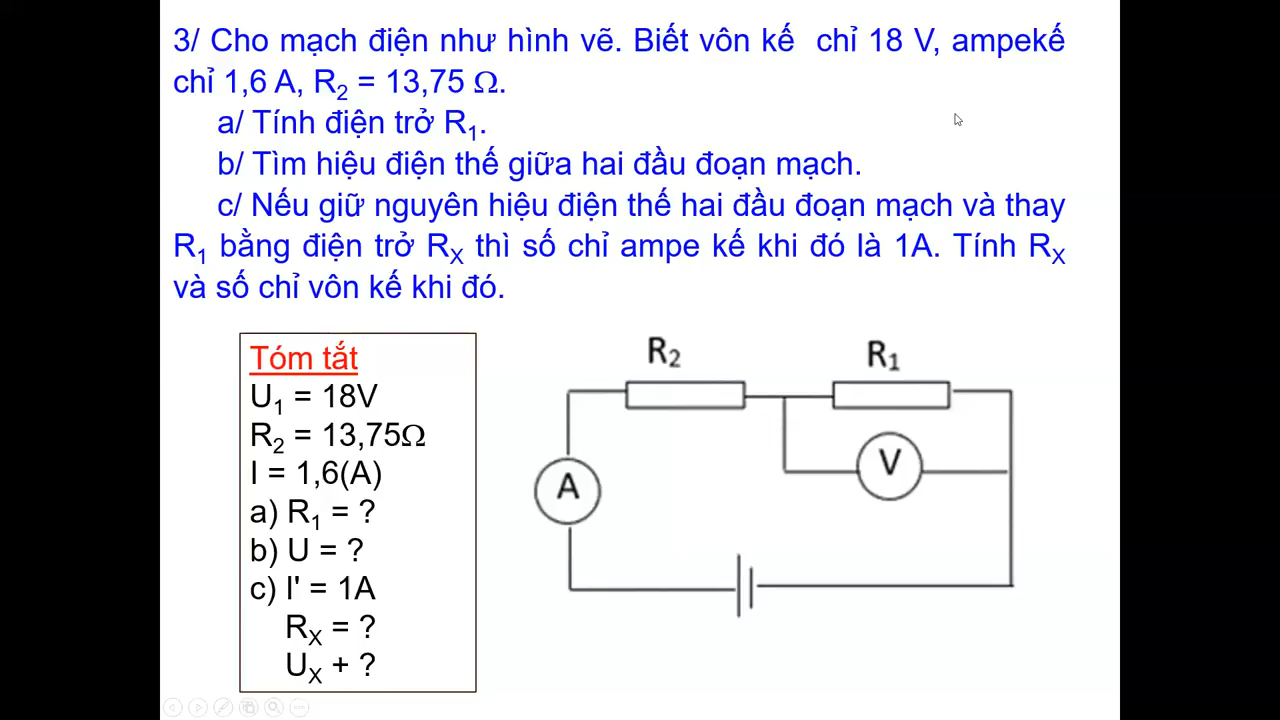 3/ Cho mạch điện như hình vẽ. Biết vôn kế chỉ 18 V, ampekế
chỉ 1,6 A, R₂ = 13,75 Ω.
a/ Tính điện trở R₁.
b/ Tìm hiệu điện thế giữa hai đầu đoạn mạch.
c/ Nếu giữ nguyên hiệu điện thế hai đầu đoạn mạch và thay
R₁ bằng điện trở Rₓ thì số chỉ ampe kế khi đó là 1A. Tính Rₓ
và số chỉ vôn kế khi đó.
Tóm tắt
U₁ = 18V
R₂ = 13,75Ω
I = 1,6(A)
a) R₁ = ?
b) U = ?
c) I' = 1A
Rₓ = ?
Uₓ + ?
R₂
R₁
A
V